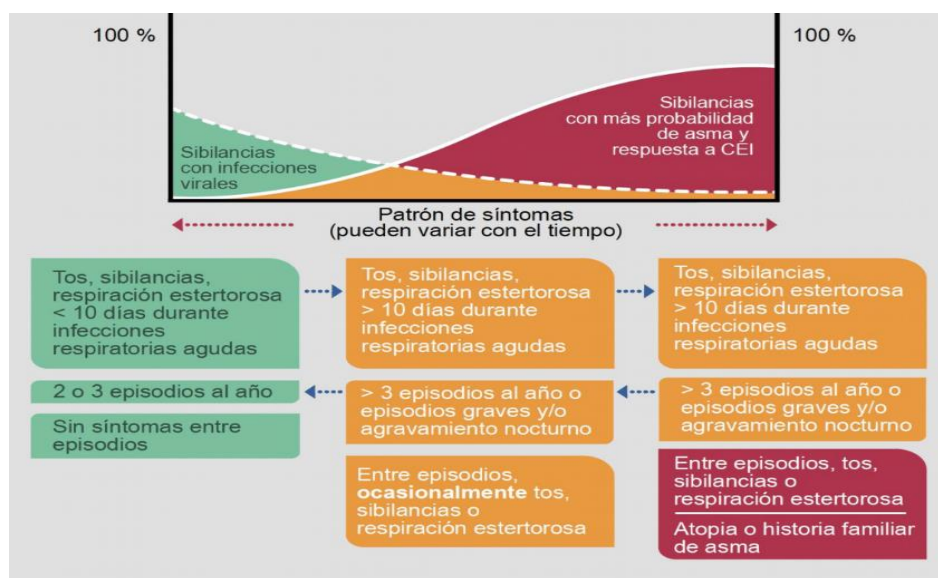 100 %
100 %
Sibilancias
con infecciones
virales
Sibilancias
con más probabilidad
de asma y
respuesta a CEI
Patrón de síntomas
(pueden variar con el tiempo)
Tos, sibilancias,
respiración estertorosa
< 10 días durante
infecciones
respiratorias agudas
2 o 3 episodios al año
Sin síntomas entre
episodios
Tos, sibilancias,
respiración estertorosa
> 10 días durante
infecciones
respiratorias agudas
> 3 episodios al año o
episodios graves y/o
agravamiento nocturno
Entre episodios,
ocasionalmente tos,
sibilancias o
respiración estertorosa
Tos, sibilancias,
respiración estertorosa
> 10 días durante
infecciones
respiratorias agudas
> 3 episodios al año o
episodios graves y/o
agravamiento nocturno
Entre episodios, tos,
sibilancias o
respiración estertorosa
Atopia o historia familiar
de asma